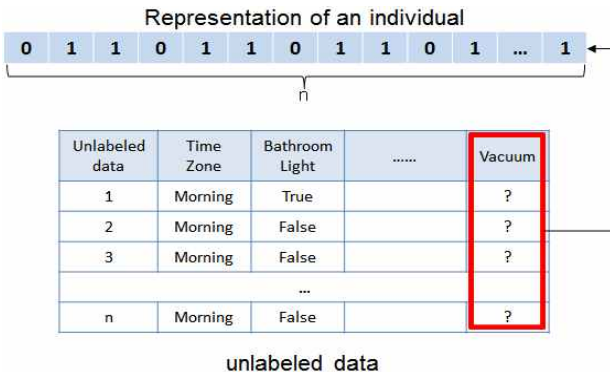 Representation of an individual
0 1 1 0 1 1 0 1 1 0 1 ... 1
n
Unlabeled data Time Zone Bathroom Light ...... Vacuum
1 Morning True ?
2 Morning False ?
3 Morning False ?
...
n Morning False ?
unlabeled data